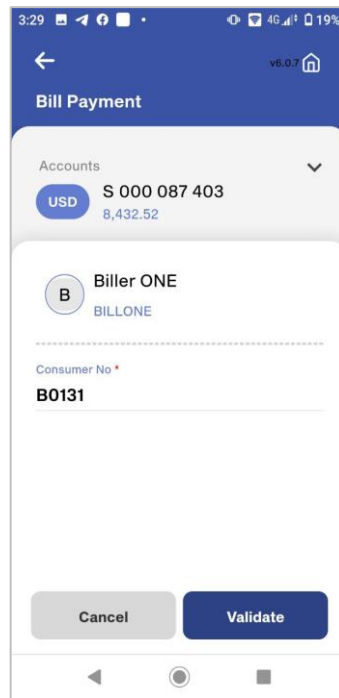 3:29 4G 19%
v6.0.7
Bill Payment
Accounts
USD S 000 087 403
8,432.52
B Biller ONE
BILLONE
Consumer No *
B0131
Cancel Validate